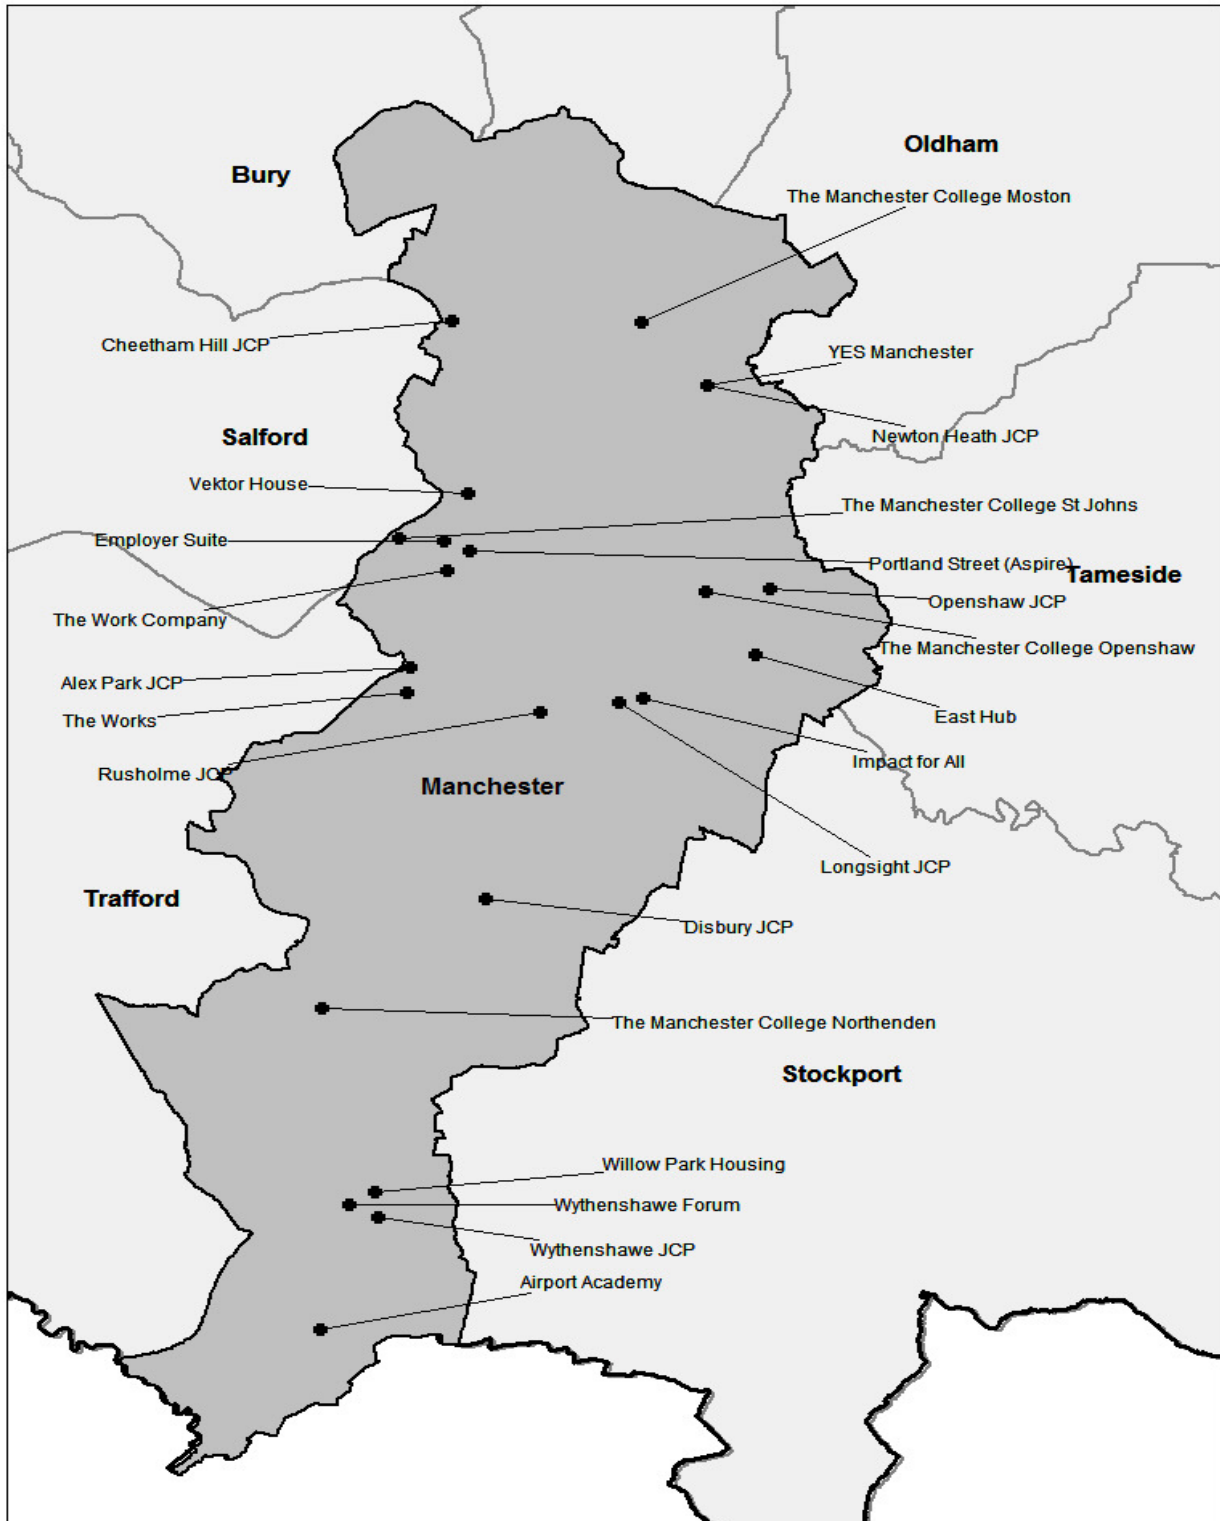 Oldham
Bury
The Manchester College Moston
Cheetham Hill JCP
YES Manchester
Salford
Newton Heath JCP
Vektor House
The Manchester College St Johns
Employer Suite
Portland Street (Aspire)
Tameside
Openshaw JCP
The Work Company
The Manchester College Openshaw
Alex Park JCP
The Works
East Hub
Impact for All
Rusholme JCP
Manchester
Longsight JCP
Trafford
Disbury JCP
The Manchester College Northenden
Stockport
Willow Park Housing
Wythenshawe Forum
Wythenshawe JCP
Airport Academy